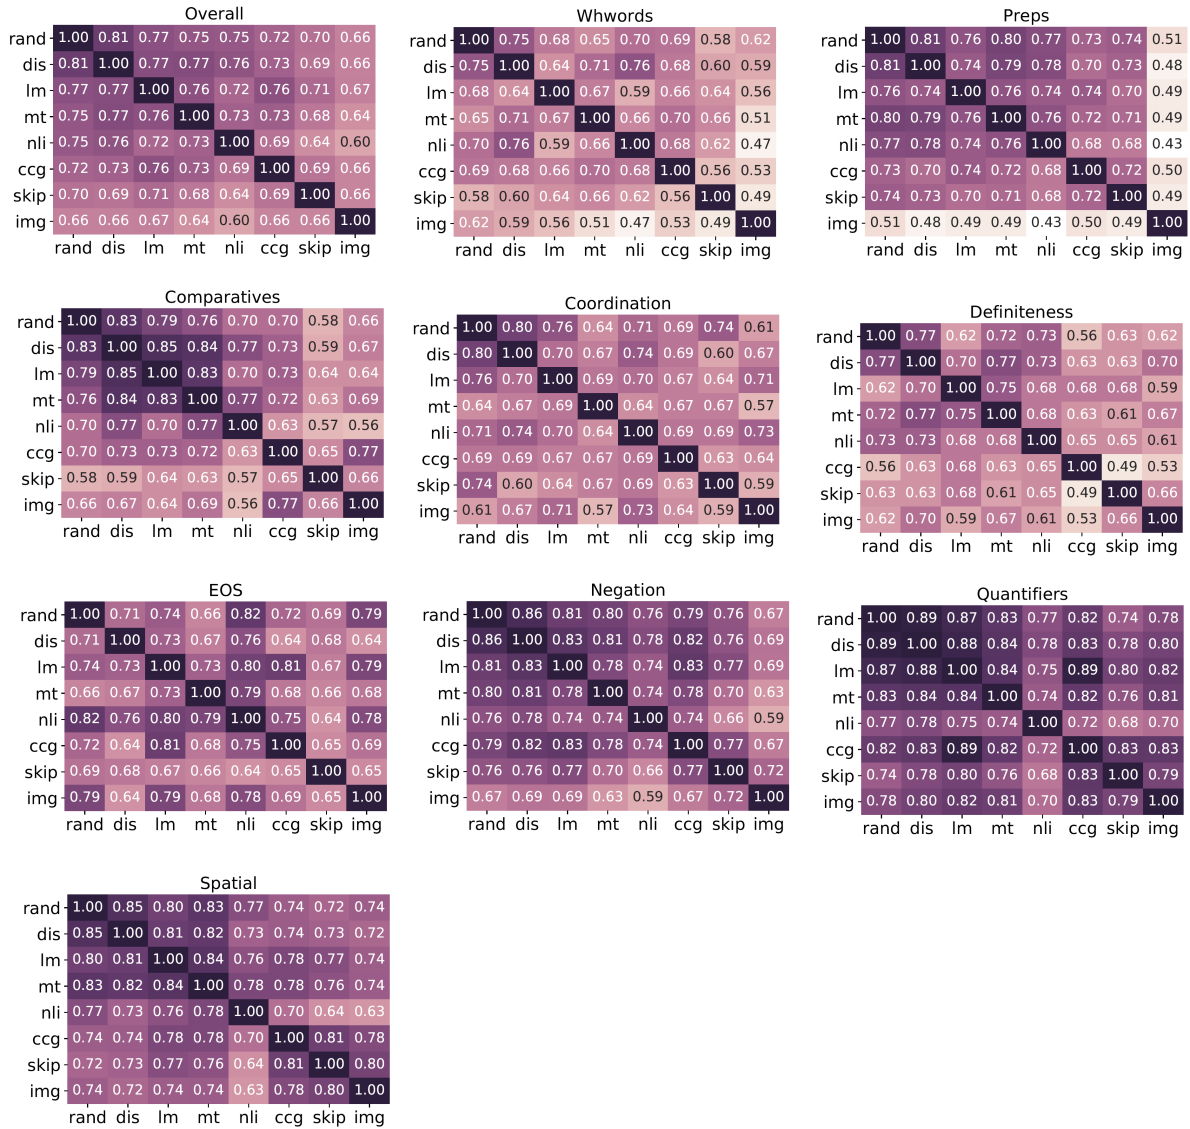 Overall
rand 1.00 0.81 0.77 0.75 0.75 0.72 0.70 0.66
dis 0.81 1.00 0.77 0.77 0.76 0.73 0.69 0.66
lm 0.77 0.77 1.00 0.76 0.72 0.76 0.71 0.67
mt 0.75 0.77 0.76 1.00 0.73 0.73 0.68 0.64
nli 0.75 0.76 0.72 0.73 1.00 0.69 0.64 0.60
ccg 0.72 0.73 0.76 0.73 0.69 1.00 0.69 0.66
skip 0.70 0.69 0.71 0.68 0.64 0.69 1.00 0.66
img 0.66 0.66 0.67 0.64 0.60 0.66 0.66 1.00
rand dis lm mt nli ccg skip img
Whwords
rand 1.00 0.75 0.68 0.65 0.70 0.69 0.58 0.62
dis 0.75 1.00 0.64 0.71 0.76 0.68 0.60 0.59
lm 0.68 0.64 1.00 0.67 0.59 0.66 0.64 0.56
mt 0.65 0.71 0.67 1.00 0.66 0.70 0.66 0.51
nli 0.70 0.76 0.59 0.66 1.00 0.68 0.62 0.47
ccg 0.69 0.68 0.66 0.70 0.68 1.00 0.56 0.53
skip 0.58 0.60 0.64 0.66 0.62 0.56 1.00 0.49
img 0.62 0.59 0.56 0.51 0.47 0.53 0.49 1.00
rand dis lm mt nli ccg skip img
Preps
rand 1.00 0.81 0.76 0.80 0.77 0.73 0.74 0.51
dis 0.81 1.00 0.74 0.79 0.78 0.70 0.73 0.48
lm 0.76 0.74 1.00 0.76 0.74 0.74 0.70 0.49
mt 0.80 0.79 0.76 1.00 0.76 0.72 0.71 0.49
nli 0.77 0.78 0.74 0.76 1.00 0.68 0.68 0.43
ccg 0.73 0.70 0.74 0.72 0.68 1.00 0.72 0.50
skip 0.74 0.73 0.70 0.71 0.68 0.72 1.00 0.49
img 0.51 0.48 0.49 0.49 0.43 0.50 0.49 1.00
rand dis lm mt nli ccg skip img
Comparatives
rand 1.00 0.83 0.79 0.76 0.70 0.70 0.58 0.66
dis 0.83 1.00 0.85 0.84 0.77 0.73 0.59 0.67
lm 0.79 0.85 1.00 0.83 0.70 0.73 0.64 0.64
mt 0.76 0.84 0.83 1.00 0.77 0.72 0.63 0.69
nli 0.70 0.77 0.70 0.77 1.00 0.63 0.57 0.56
ccg 0.70 0.73 0.73 0.72 0.63 1.00 0.65 0.77
skip 0.58 0.59 0.64 0.63 0.57 0.65 1.00 0.66
img 0.66 0.67 0.64 0.69 0.56 0.77 0.66 1.00
rand dis lm mt nli ccg skip img
Coordination
rand 1.00 0.80 0.76 0.64 0.71 0.69 0.74 0.61
dis 0.80 1.00 0.70 0.67 0.74 0.69 0.60 0.67
lm 0.76 0.70 1.00 0.69 0.70 0.67 0.64 0.71
mt 0.64 0.67 0.69 1.00 0.64 0.67 0.67 0.57
nli 0.71 0.74 0.70 0.64 1.00 0.69 0.69 0.73
ccg 0.69 0.69 0.67 0.67 0.69 1.00 0.63 0.64
skip 0.74 0.60 0.64 0.67 0.69 0.63 1.00 0.59
img 0.61 0.67 0.71 0.57 0.73 0.64 0.59 1.00
rand dis lm mt nli ccg skip img
Definiteness
rand 1.00 0.77 0.62 0.72 0.73 0.56 0.63 0.62
dis 0.77 1.00 0.70 0.77 0.73 0.63 0.63 0.70
lm 0.62 0.70 1.00 0.75 0.68 0.68 0.68 0.59
mt 0.72 0.77 0.75 1.00 0.68 0.63 0.61 0.67
nli 0.73 0.73 0.68 0.68 1.00 0.65 0.65 0.61
ccg 0.56 0.63 0.68 0.63 0.65 1.00 0.49 0.53
skip 0.63 0.63 0.68 0.61 0.65 0.49 1.00 0.66
img 0.62 0.70 0.59 0.67 0.61 0.53 0.66 1.00
rand dis lm mt nli ccg skip img
EOS
rand 1.00 0.71 0.74 0.66 0.82 0.72 0.69 0.79
dis 0.71 1.00 0.73 0.67 0.76 0.64 0.68 0.64
lm 0.74 0.73 1.00 0.73 0.80 0.81 0.67 0.79
mt 0.66 0.67 0.73 1.00 0.79 0.68 0.66 0.68
nli 0.82 0.76 0.80 0.79 1.00 0.75 0.64 0.78
ccg 0.72 0.64 0.81 0.68 0.75 1.00 0.65 0.69
skip 0.69 0.68 0.67 0.66 0.64 0.65 1.00 0.65
img 0.79 0.64 0.79 0.68 0.78 0.69 0.65 1.00
rand dis lm mt nli ccg skip img
Negation
rand 1.00 0.86 0.81 0.80 0.76 0.79 0.76 0.67
dis 0.86 1.00 0.83 0.81 0.78 0.82 0.76 0.69
lm 0.81 0.83 1.00 0.78 0.74 0.83 0.77 0.69
mt 0.80 0.81 0.78 1.00 0.74 0.78 0.70 0.63
nli 0.76 0.78 0.74 0.74 1.00 0.74 0.66 0.59
ccg 0.79 0.82 0.83 0.78 0.74 1.00 0.77 0.67
skip 0.76 0.76 0.77 0.70 0.66 0.77 1.00 0.72
img 0.67 0.69 0.69 0.63 0.59 0.67 0.72 1.00
rand dis lm mt nli ccg skip img
Quantifiers
rand 1.00 0.89 0.87 0.83 0.77 0.82 0.74 0.78
dis 0.89 1.00 0.88 0.84 0.78 0.83 0.78 0.80
lm 0.87 0.88 1.00 0.84 0.75 0.89 0.80 0.82
mt 0.83 0.84 0.84 1.00 0.74 0.82 0.76 0.81
nli 0.77 0.78 0.75 0.74 1.00 0.72 0.68 0.70
ccg 0.82 0.83 0.89 0.82 0.72 1.00 0.83 0.83
skip 0.74 0.78 0.80 0.76 0.68 0.83 1.00 0.79
img 0.78 0.80 0.82 0.81 0.70 0.83 0.79 1.00
rand dis lm mt nli ccg skip img
Spatial
rand 1.00 0.85 0.80 0.83 0.77 0.74 0.72 0.74
dis 0.85 1.00 0.81 0.82 0.73 0.74 0.73 0.72
lm 0.80 0.81 1.00 0.84 0.76 0.78 0.77 0.74
mt 0.83 0.82 0.84 1.00 0.78 0.78 0.76 0.74
nli 0.77 0.73 0.76 0.78 1.00 0.70 0.64 0.63
ccg 0.74 0.74 0.78 0.78 0.70 1.00 0.81 0.78
skip 0.72 0.73 0.77 0.76 0.64 0.81 1.00 0.80
img 0.74 0.72 0.74 0.74 0.63 0.78 0.80 1.00
rand dis lm mt nli ccg skip img